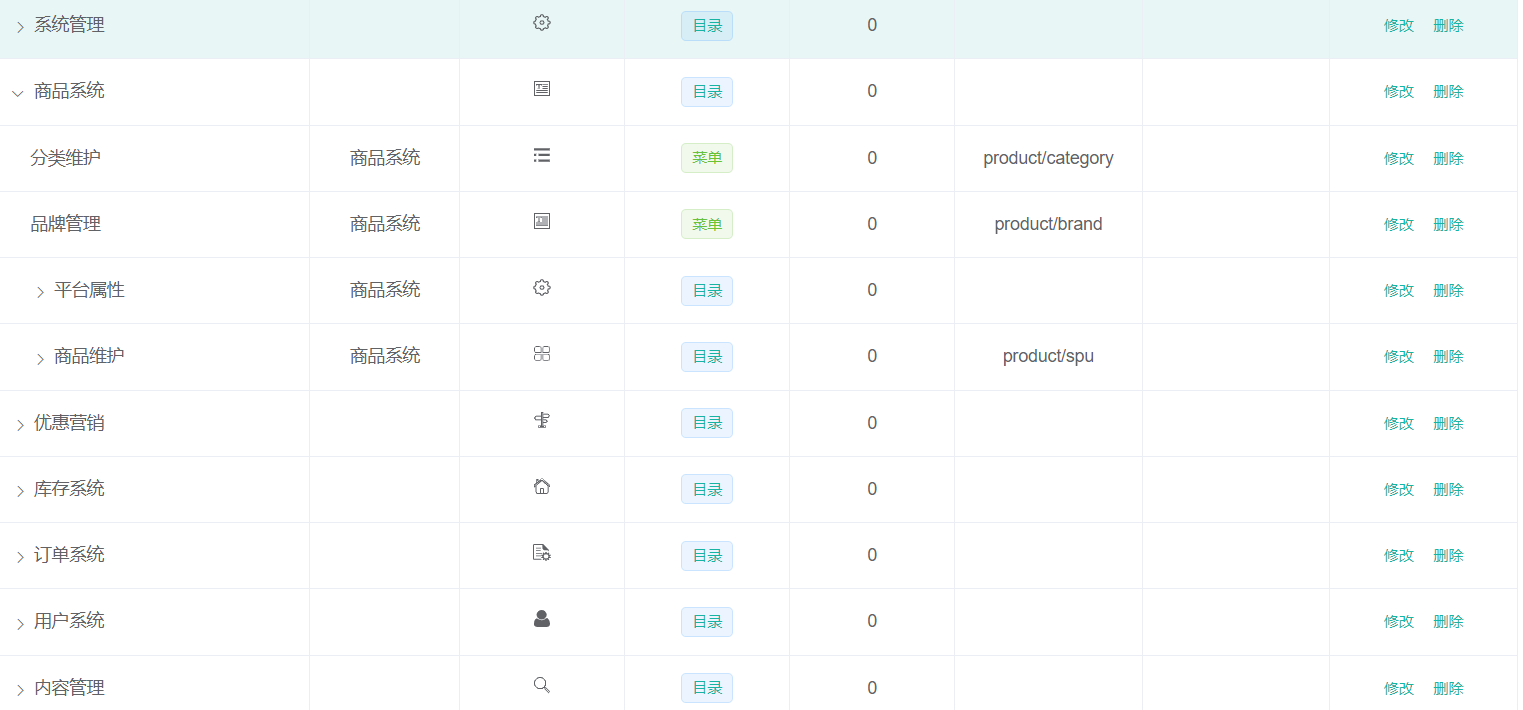 系统管理 目录 0 修改 删除
商品系统 目录 0 修改 删除
分类维护 商品系统 菜单 0 product/category 修改 删除
品牌管理 商品系统 菜单 0 product/brand 修改 删除
平台属性 商品系统 目录 0 修改 删除
商品维护 商品系统 目录 0 product/spu 修改 删除
优惠营销 目录 0 修改 删除
库存系统 目录 0 修改 删除
订单系统 目录 0 修改 删除
用户系统 目录 0 修改 删除
内容管理 目录 0 修改 删除